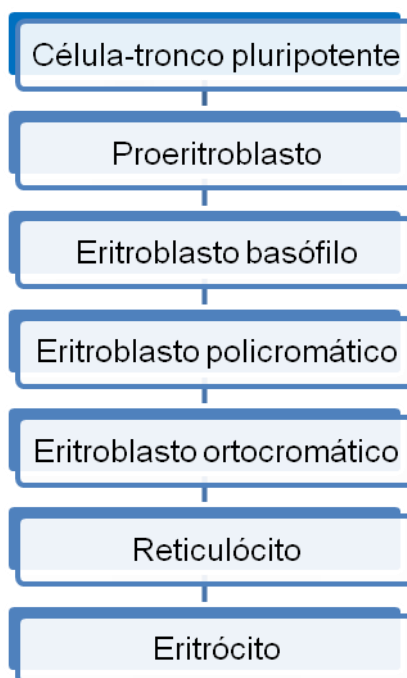 Célula-tronco pluripotente
Proeritroblasto
Eritroblasto basófilo
Eritroblasto policromático
Eritroblasto ortocromático
Reticulócito
Eritrócito